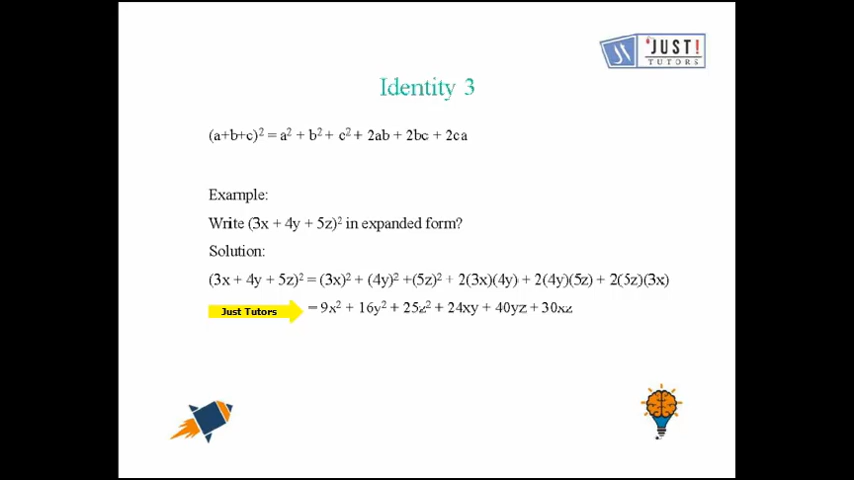 JUST!
TUTORS
Identity 3
(a+b+c)² = a² + b² + c² + 2ab + 2bc + 2ca
Example:
Write (3x + 4y + 5z)² in expanded form?
Solution:
(3x + 4y + 5z)² = (3x)² + (4y)² +(5z)² + 2(3x)(4y) + 2(4y)(5z) + 2(5z)(3x)
Just Tutors = 9x² + 16y² + 25z² + 24xy + 40yz + 30xz